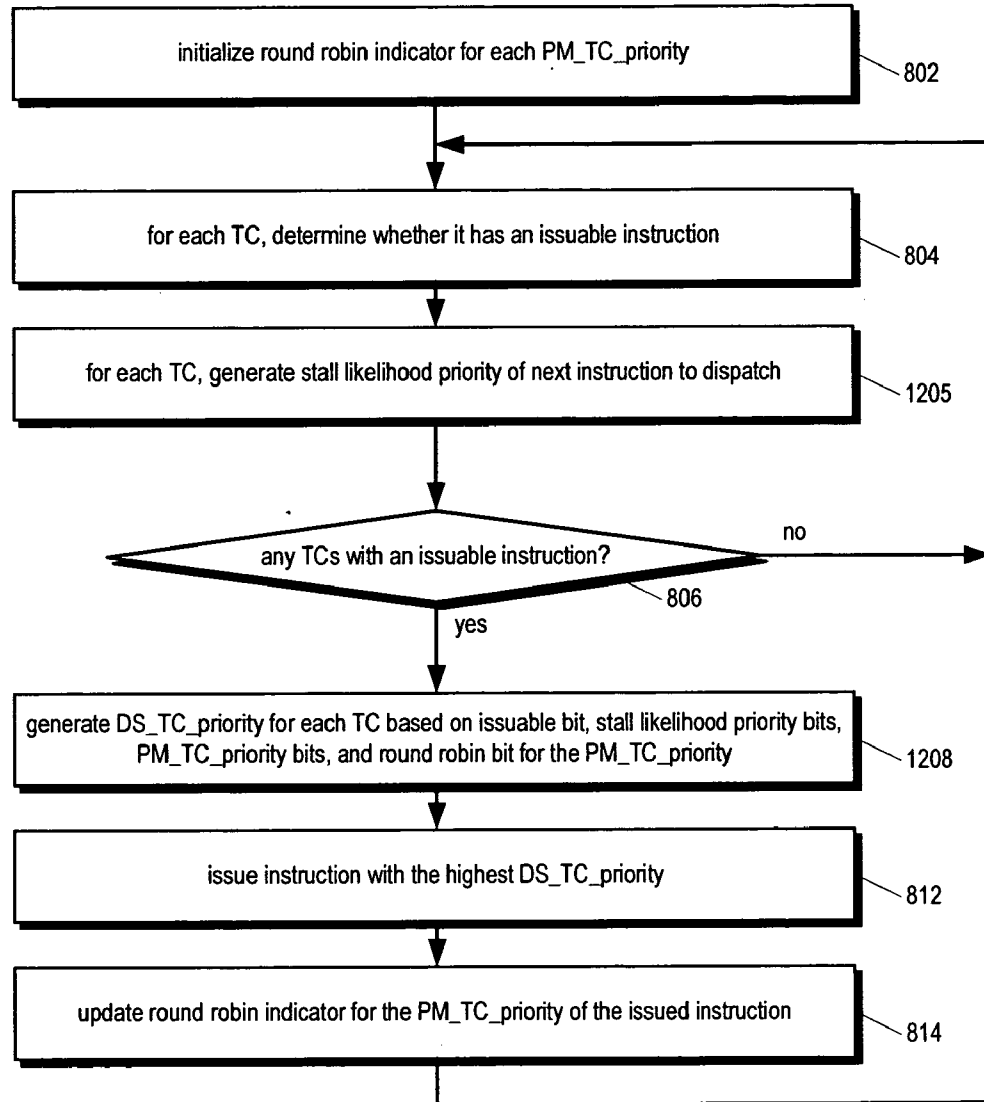 initialize round robin indicator for each PM_TC_priority
802
for each TC, determine whether it has an issuable instruction
804
for each TC, generate stall likelihood priority of next instruction to dispatch
1205
any TCs with an issuable instruction?
no
806
yes
generate DS_TC_priority for each TC based on issuable bit, stall likelihood priority bits,
PM_TC_priority bits, and round robin bit for the PM_TC_priority
1208
issue instruction with the highest DS_TC_priority
812
update round robin indicator for the PM_TC_priority of the issued instruction
814